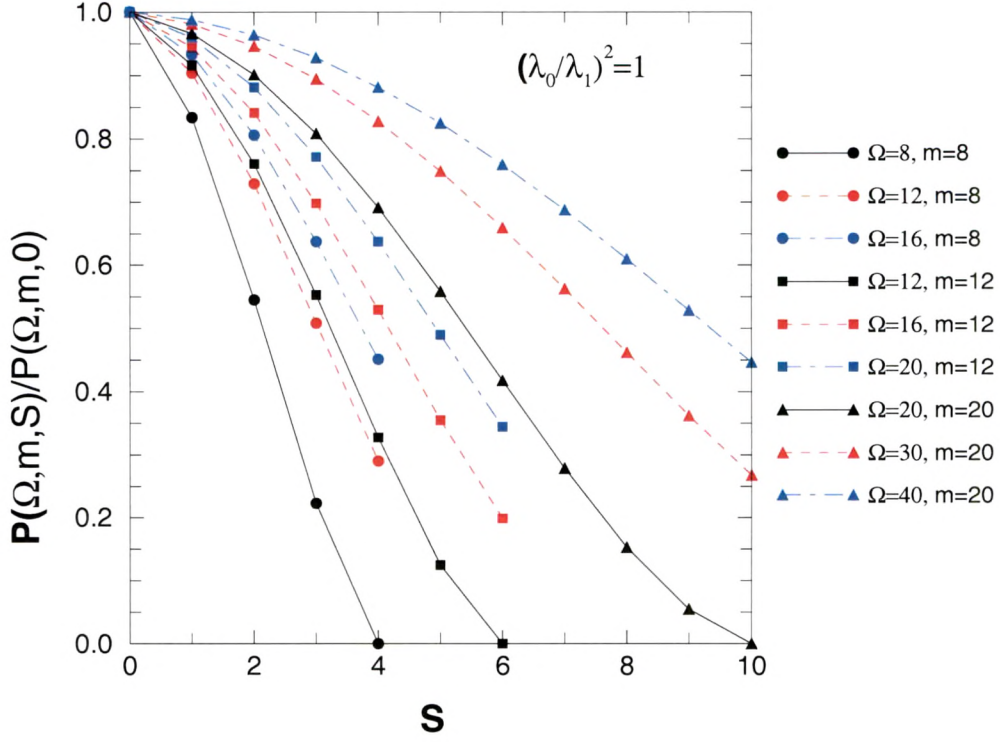 1.0
0.8
0.6
0.4
0.2
0.0
P(Ω,m,S)/P(Ω,m,0)
(λ₀/λ₁)²=1
0 2 4 6 8 10
S
Ω=8, m=8
Ω=12, m=8
Ω=16, m=8
Ω=12, m=12
Ω=16, m=12
Ω=20, m=12
Ω=20, m=20
Ω=30, m=20
Ω=40, m=20